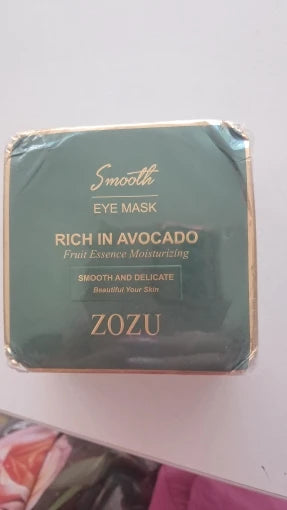 Smooth
EYE MASK
RICH IN AVOCADO
Fruit Essence Moisturizing
SMOOTH AND DELICATE
Beautiful Your Skin
ZOZU